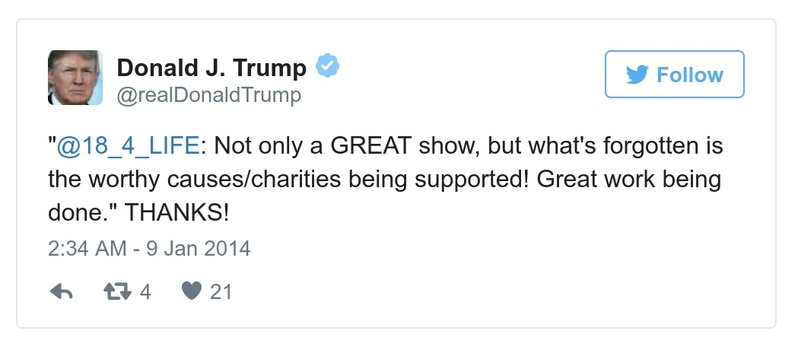 Donald J. Trump
@realDonaldTrump
Follow
"@18_4_LIFE: Not only a GREAT show, but what's forgotten is
the worthy causes/charities being supported! Great work being
done." THANKS!
2:34 AM - 9 Jan 2014
4 21